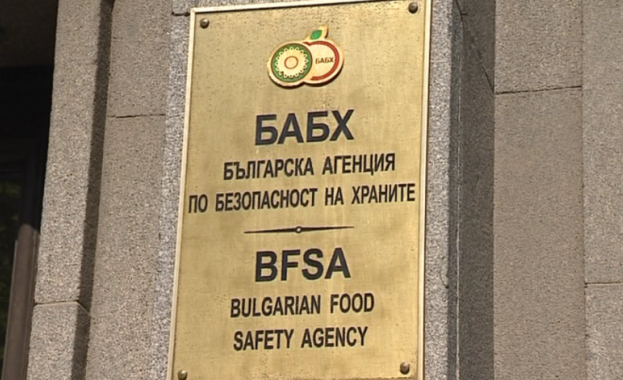 БАБХ
БАБХ
БЪЛГАРСКА АГЕНЦИЯ
ПО БЕЗОПАСНОСТ НА ХРАНИТЕ
BFSA
BULGARIAN FOOD
SAFETY AGENCY